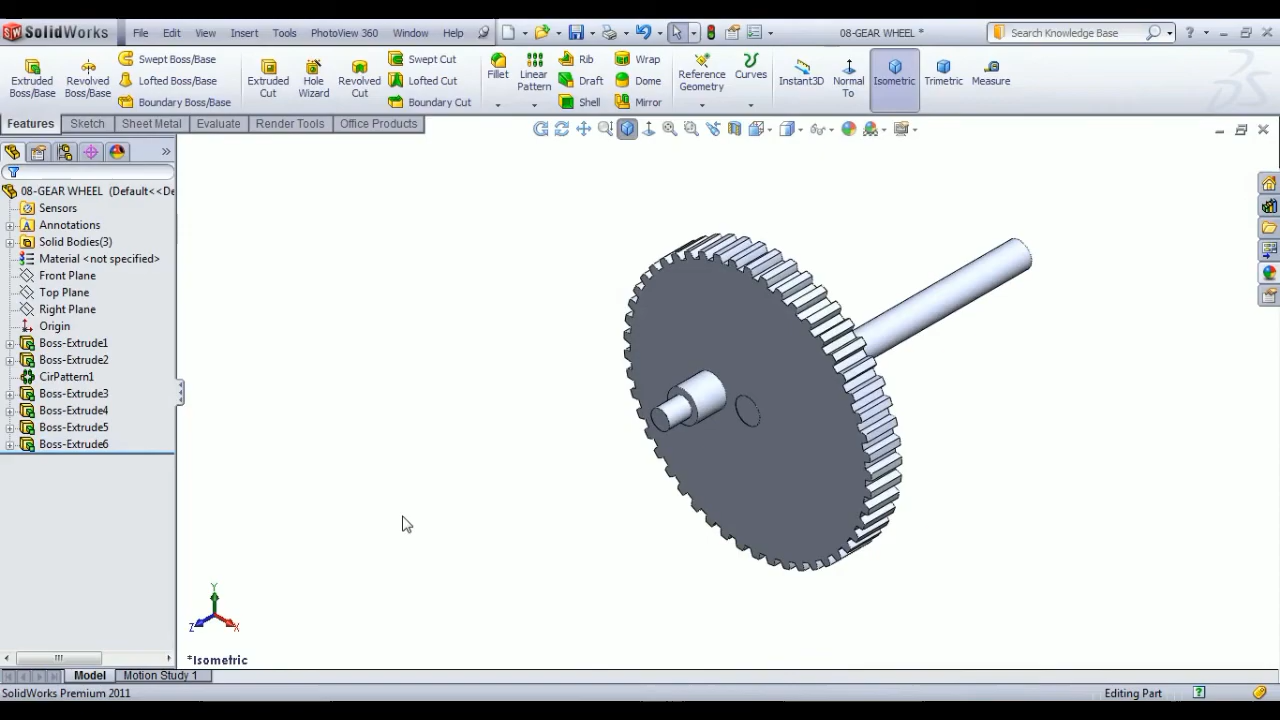 SolidWorks File Edit View Insert Tools PhotoView 360 Window Help 08-GEAR WHEEL * Search Knowledge Base ?
Extruded Boss/Base
Revolved Boss/Base
Swept Boss/Base
Lofted Boss/Base
Boundary Boss/Base
Extruded Cut
Hole Wizard
Revolved Cut
Swept Cut
Lofted Cut
Boundary Cut
Fillet
Linear Pattern
Rib
Draft
Shell
Wrap
Dome
Mirror
Reference Geometry
Curves
Instant3D
Normal To
Isometric
Trimetric
Measure
Features Sketch Sheet Metal Evaluate Render Tools Office Products
08-GEAR WHEEL (Default<<De
Sensors
Annotations
Solid Bodies(3)
Material <not specified>
Front Plane
Top Plane
Right Plane
Origin
Boss-Extrude1
Boss-Extrude2
CirPattern1
Boss-Extrude3
Boss-Extrude4
Boss-Extrude5
Boss-Extrude6
Y
Z X
*Isometric
Model Motion Study 1
SolidWorks Premium 2011 Editing Part ?